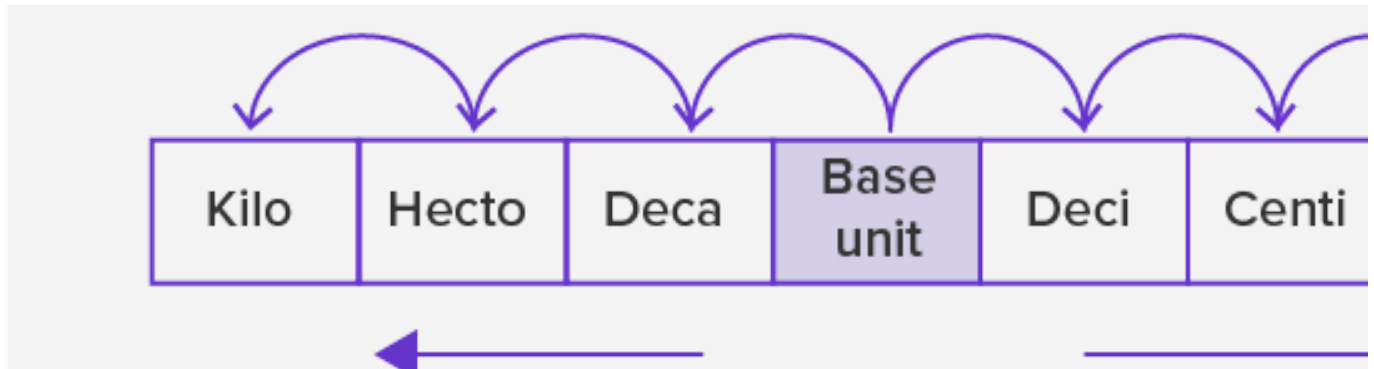 Kilo
Hecto
Deca
Base
unit
Deci
Centi